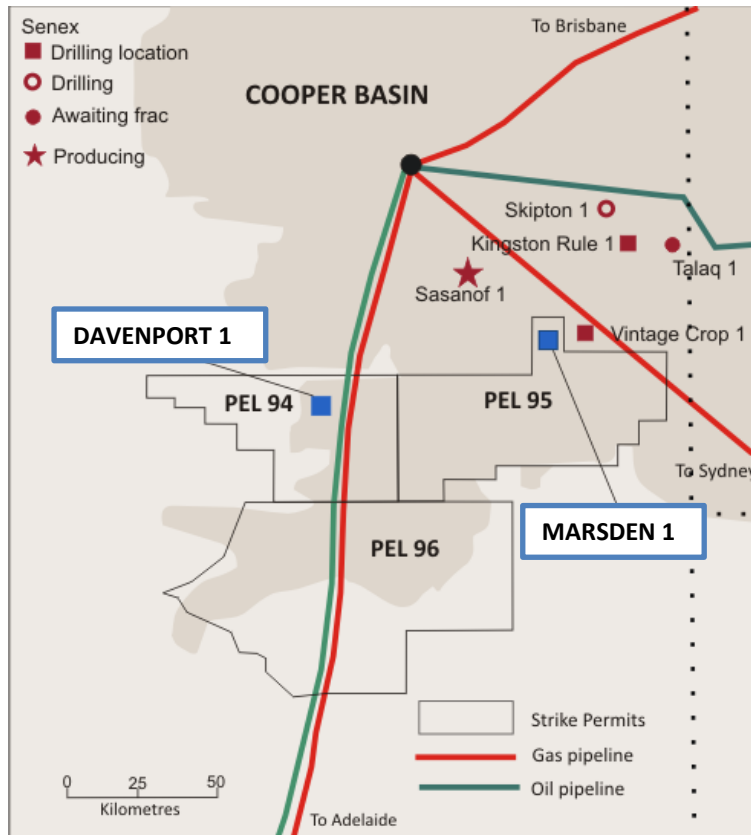 Senex
Drilling location
Drilling
Awaiting frac
Producing
To Brisbane
COOPER BASIN
Skipton 1
Kingston Rule 1
Talaq 1
Sasanof 1
DAVENPORT 1
Vintage Crop 1
PEL 94
PEL 95
To Sydney
MARSDEN 1
PEL 96
Strike Permits
Gas pipeline
Oil pipeline
0 25 50
Kilometres
To Adelaide